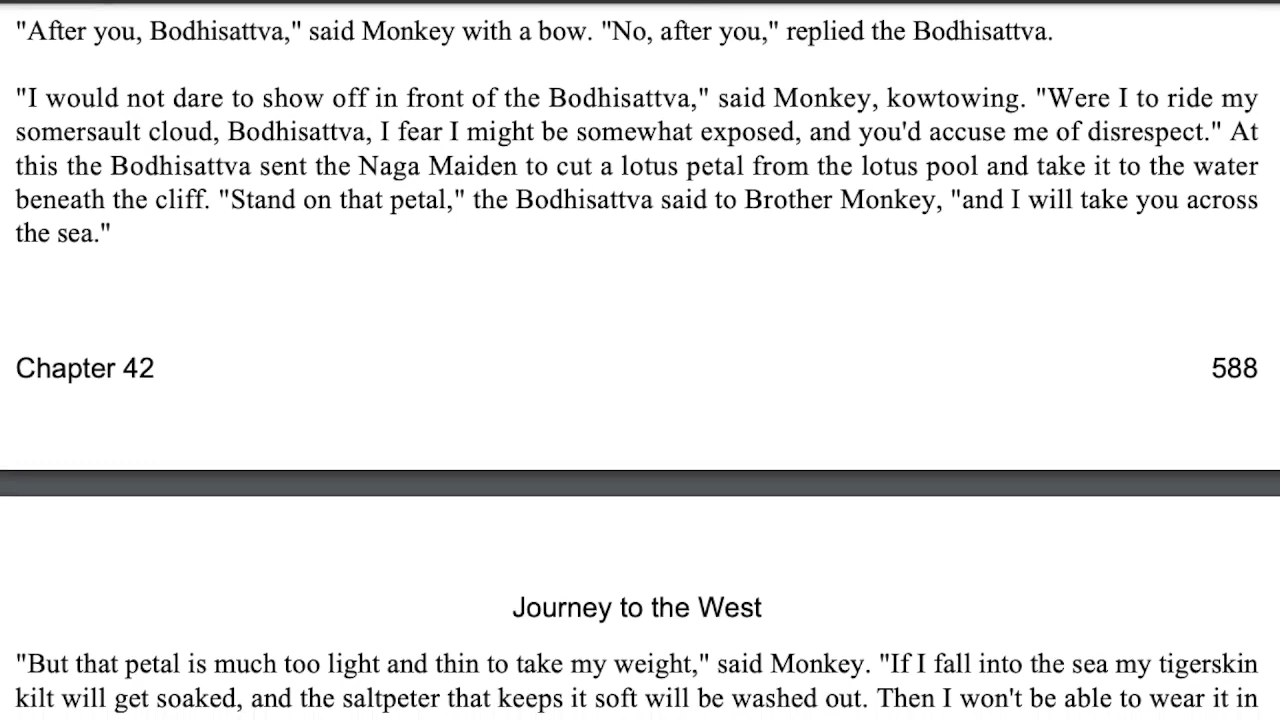 "After you, Bodhisattva," said Monkey with a bow. "No, after you," replied the Bodhisattva.
"I would not dare to show off in front of the Bodhisattva," said Monkey, kowtowing. "Were I to ride my
somersault cloud, Bodhisattva, I fear I might be somewhat exposed, and you'd accuse me of disrespect." At
this the Bodhisattva sent the Naga Maiden to cut a lotus petal from the lotus pool and take it to the water
beneath the cliff. "Stand on that petal," the Bodhisattva said to Brother Monkey, "and I will take you across
the sea."
Chapter 42 588
Journey to the West
"But that petal is much too light and thin to take my weight," said Monkey. "If I fall into the sea my tigerskin
kilt will get soaked, and the saltpeter that keeps it soft will be washed out. Then I won't be able to wear it in